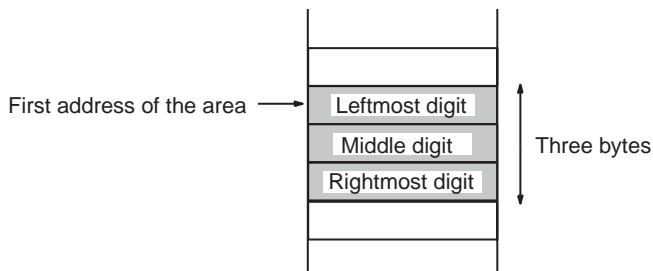 First address of the area
Leftmost digit
Middle digit
Three bytes
Rightmost digit